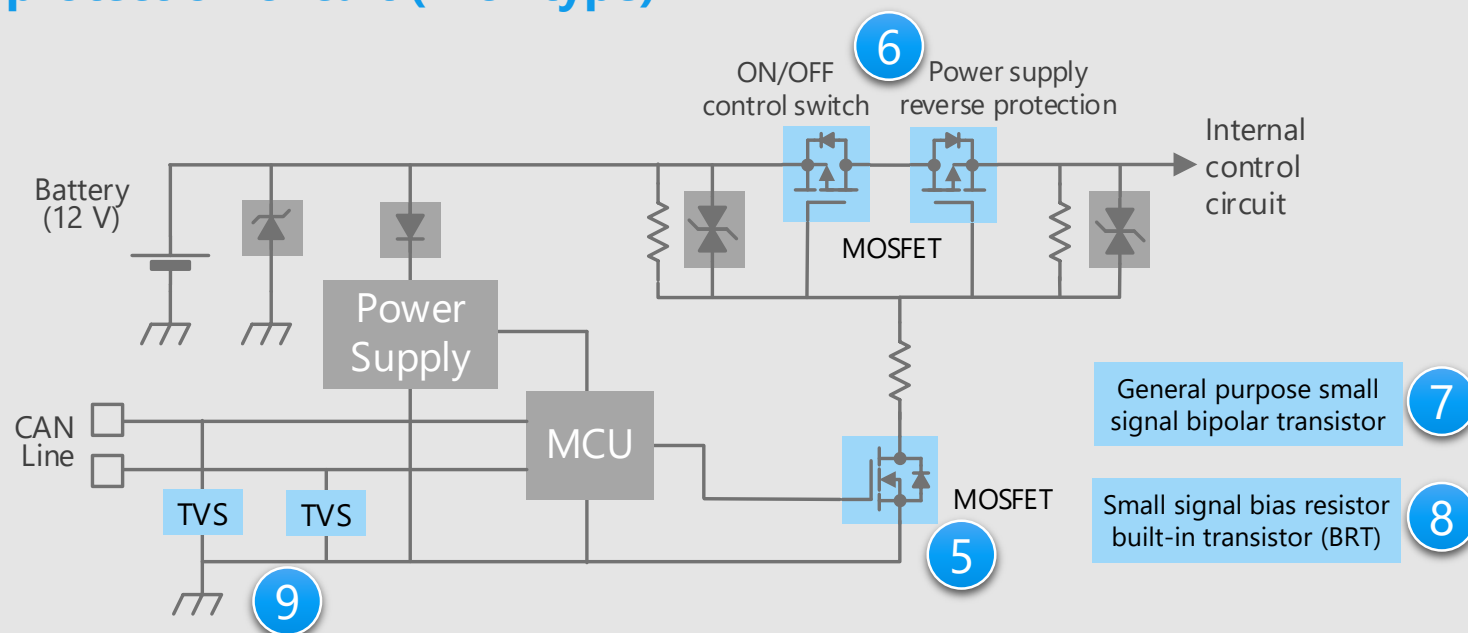 6
ON/OFF
control switch
Power supply
reverse protection
Internal
control
circuit
Battery
(12 V)
MOSFET
Power
Supply
General purpose small
signal bipolar transistor
7
CAN
Line
MCU
TVS
TVS
MOSFET
5
Small signal bias resistor
built-in transistor (BRT)
8
9